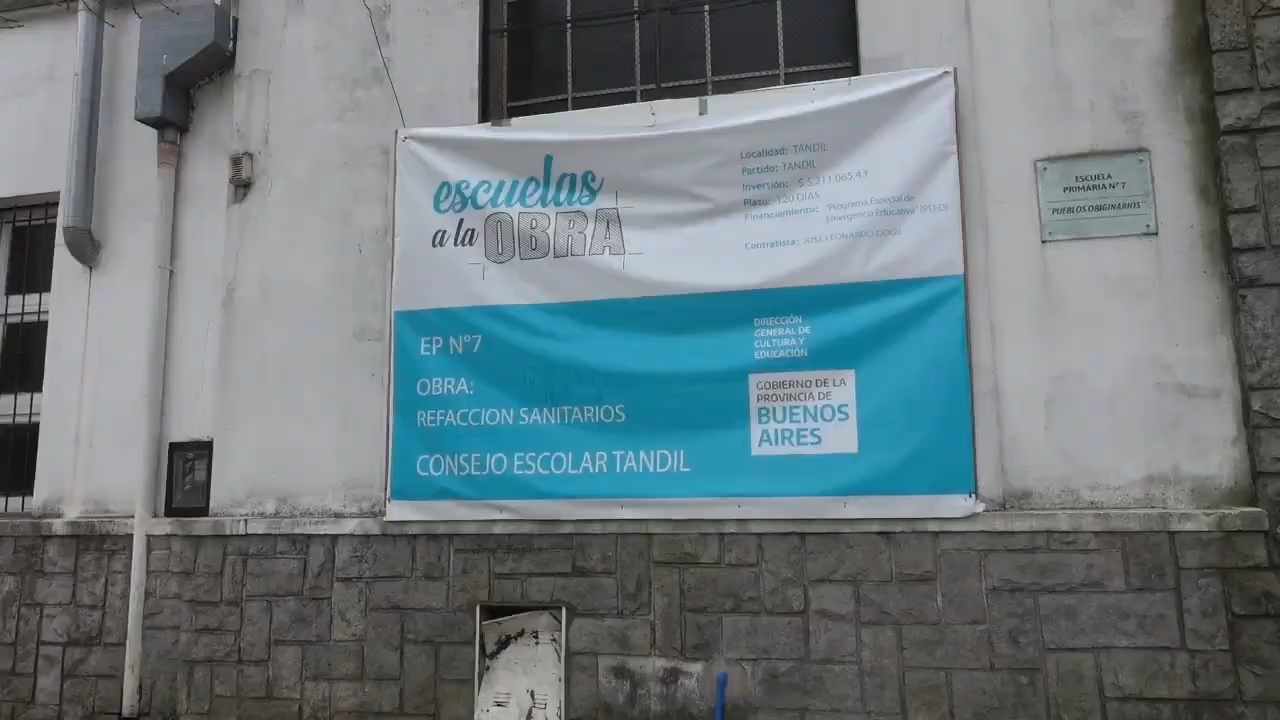 escuelas
a la OBRA
Localidad: TANDIL
Partido: TANDIL
Inversión: $ 5.211.065,43
Plazo: 120 DIAS
Financiamiento: "Programa Especial de
Emergencia Educativa" (PEED)
Contratista: JOSE LEONARDO DOGIL
EP N°7
OBRA:
REFACCION SANITARIOS
CONSEJO ESCOLAR TANDIL
DIRECCIÓN
GENERAL DE
CULTURA Y
EDUCACIÓN
GOBIERNO DE LA
PROVINCIA DE
BUENOS
AIRES
ESCUELA
PRIMARIA N° 7
"PUEBLOS ORIGINARIOS"